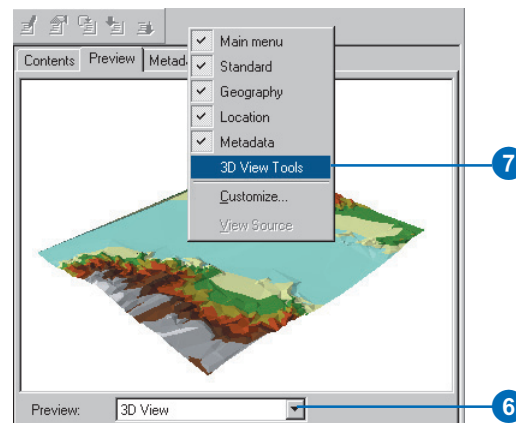 Contents Preview
Main menu
Standard
Geography
Location
Metadata
3D View Tools
Customize...
View Source
7
Preview: 3D View
6